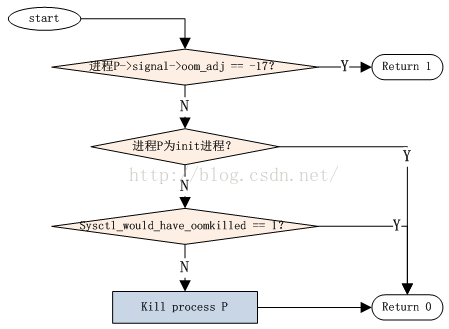 start
进程P->signal->oom_adj == -17?
Y
Return 1
N
进程P为init进程?
Y
http://blog.csdn.net/
N
Sysctl_would_have_oomkilled == 1?
Y
N
Kill process P
Return 0